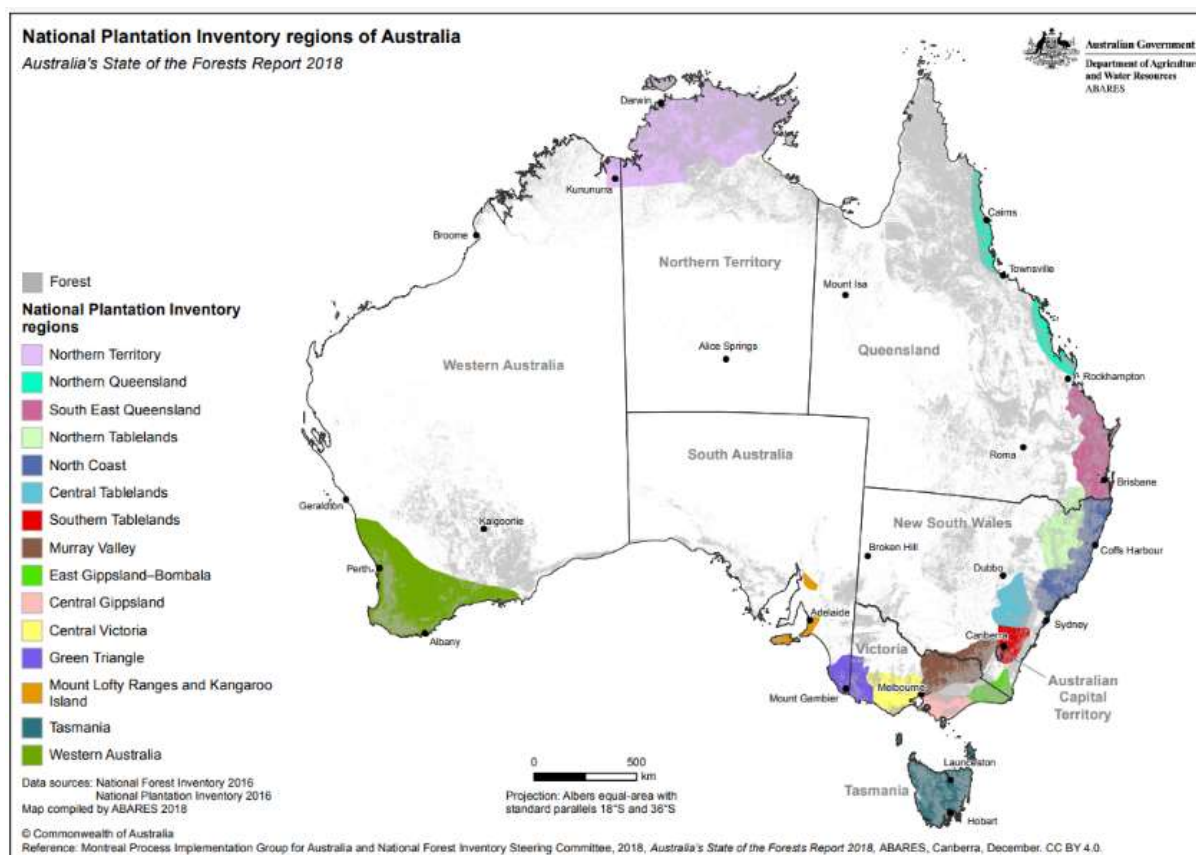 National Plantation Inventory regions of Australia
Australia's State of the Forests Report 2018
Australian Government
Department of Agriculture
and Water Resources
ABARES
Darwin
Kununurra
Cairns
Broome
Townsville
Northern Territory
Mount Isa
Forest
National Plantation Inventory
regions
Northern Territory
Northern Queensland
South East Queensland
Northern Tablelands
North Coast
Central Tablelands
Southern Tablelands
Murray Valley
East Gippsland–Bombala
Central Gippsland
Central Victoria
Green Triangle
Mount Lofty Ranges and Kangaroo
Island
Tasmania
Western Australia
Alice Springs
Western Australia
Queensland
Rockhampton
South Australia
Roma
Brisbane
Geraldton
Kalgoorlie
New South Wales
Broken Hill
Coffs Harbour
Perth
Dubbo
Adelaide
Sydney
Albany
Canberra
Victoria
Mount Gambier
Melbourne
Australian
Capital
Territory
Launceston
Tasmania
Hobart
0 500
km
Projection: Albers equal-area with
standard parallels 18°S and 36°S
Data sources: National Forest Inventory 2016
National Plantation Inventory 2016
Map compiled by ABARES 2018
© Commonwealth of Australia
Reference: Montreal Process Implementation Group for Australia and National Forest Inventory Steering Committee, 2018, Australia's State of the Forests Report 2018, ABARES, Canberra, December. CC BY 4.0.